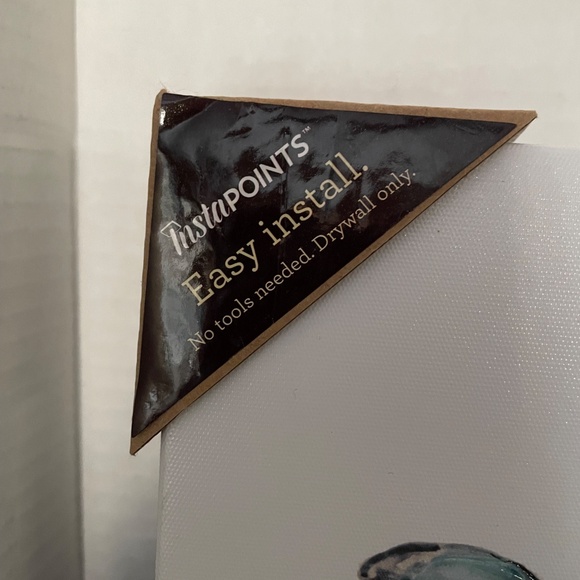 InstaPOINTS™
Easy install.
No tools needed. Drywall only.